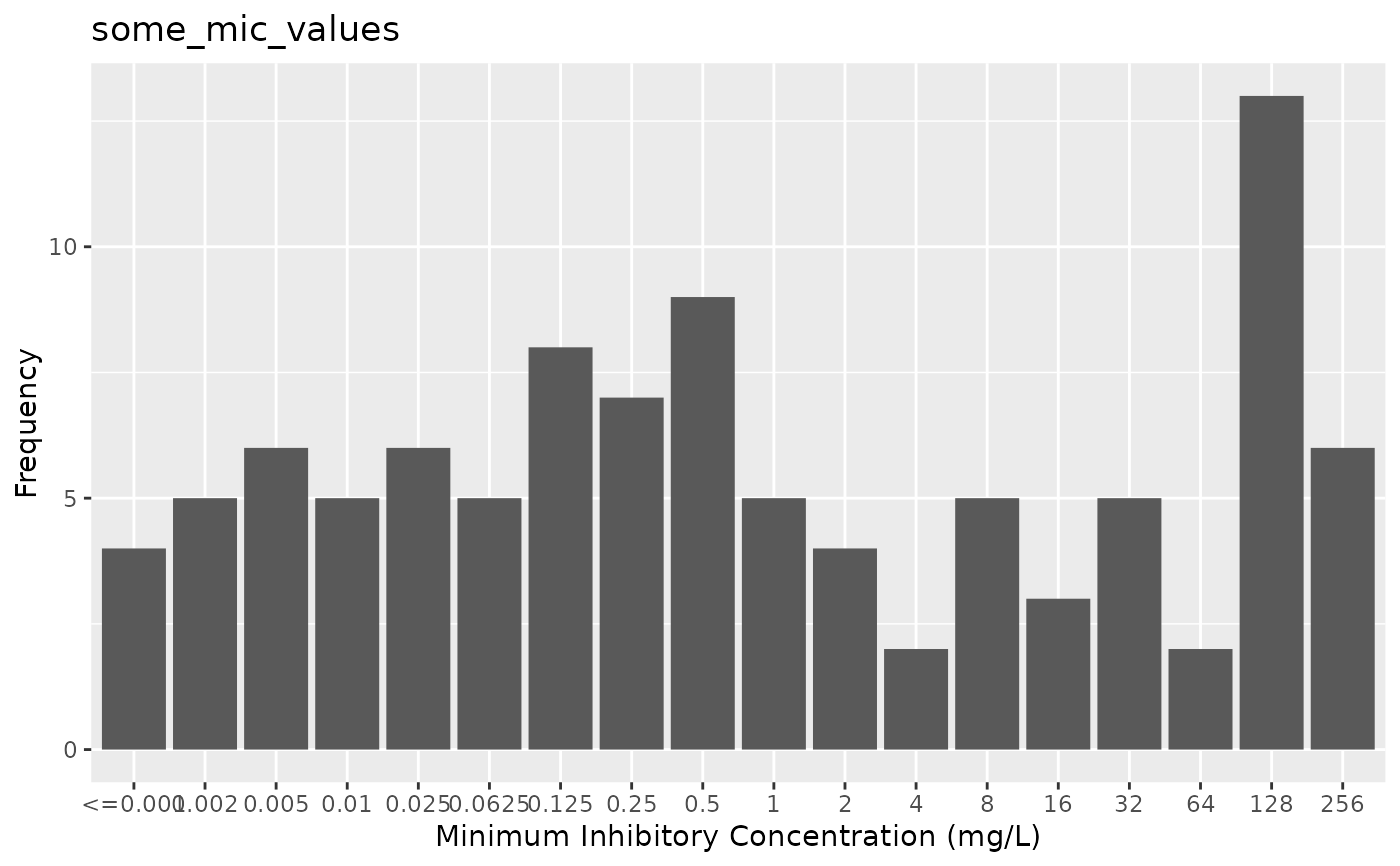 some_mic_values
Frequency
10
5
0
<=0.001 0.002 0.005 0.01 0.025 0.0625 0.125 0.25 0.5 1 2 4 8 16 32 64 128 256
Minimum Inhibitory Concentration (mg/L)